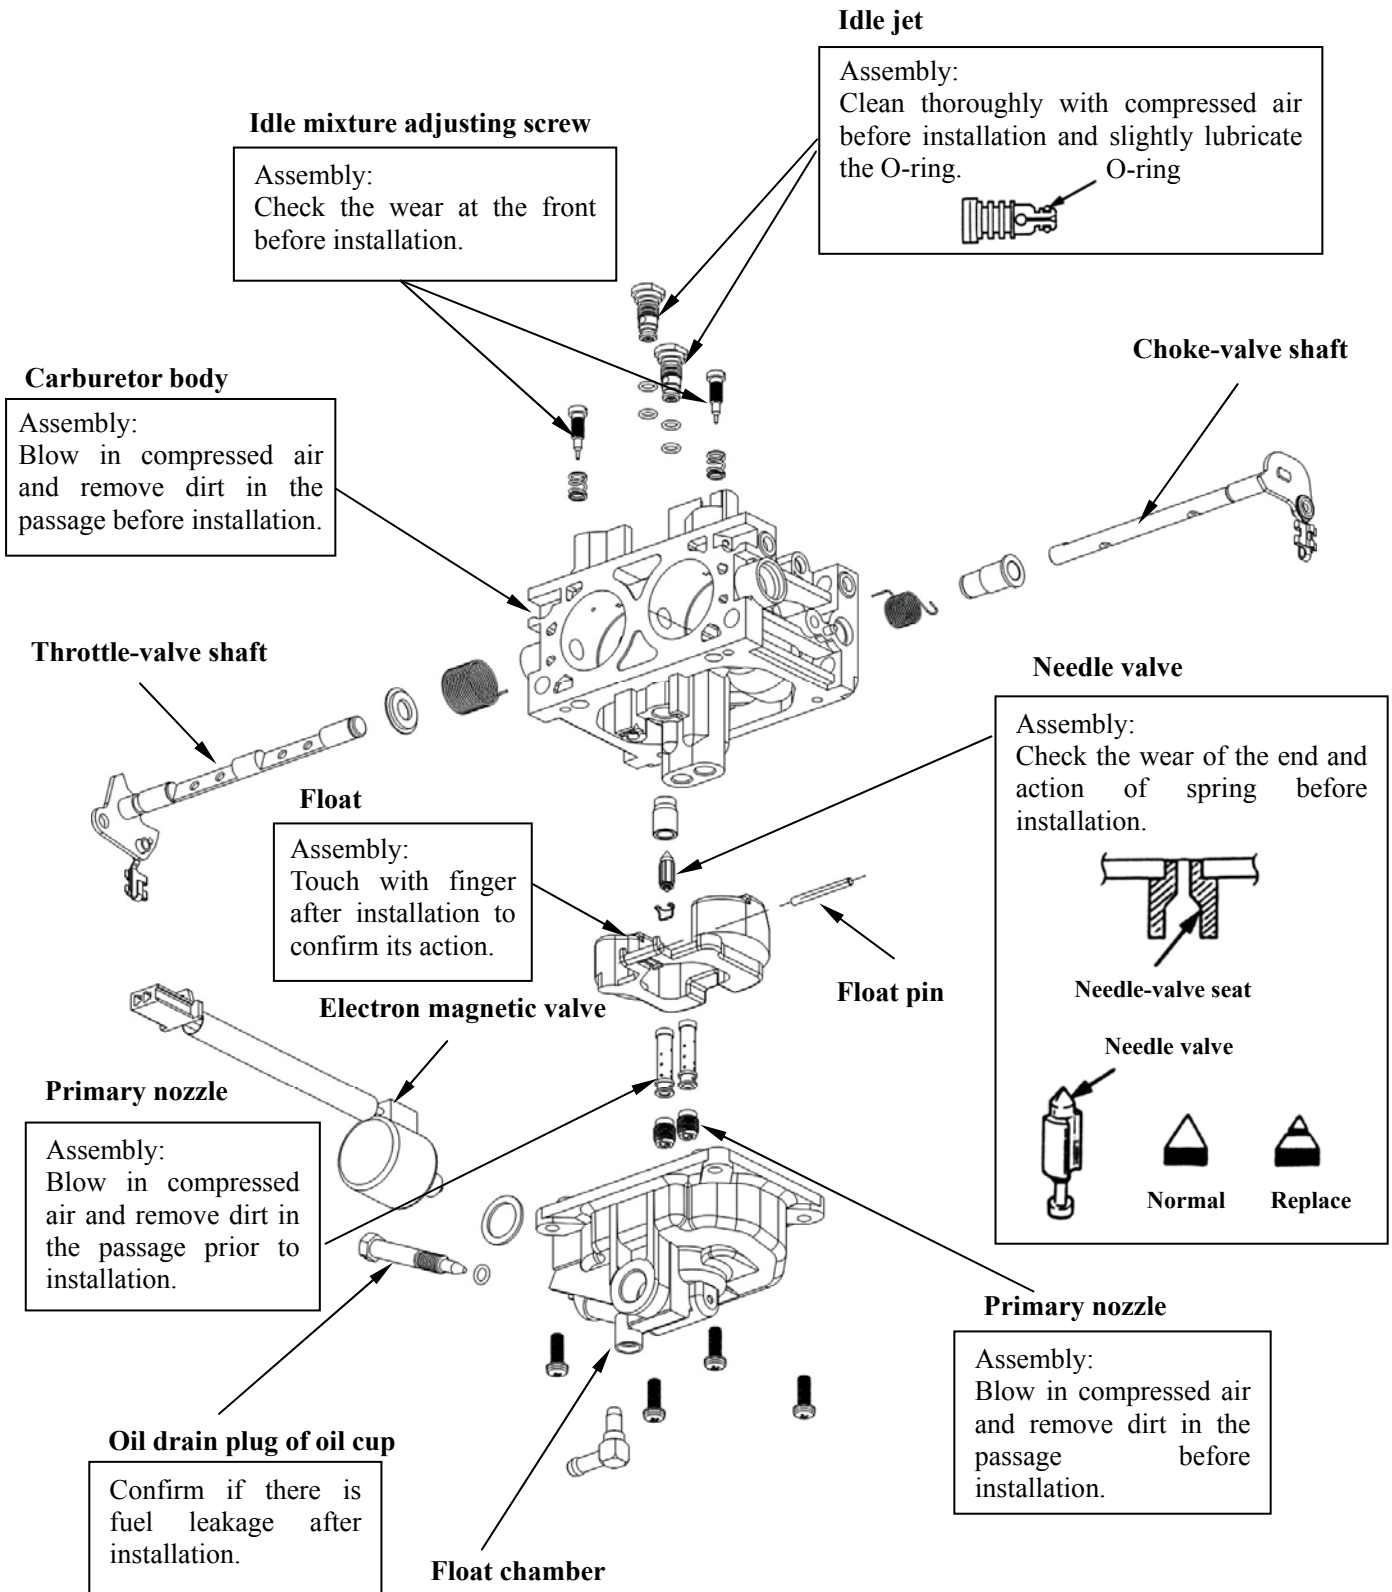 Idle jet
Assembly:
Clean thoroughly with compressed air
before installation and slightly lubricate
the O-ring.
O-ring
Idle mixture adjusting screw
Assembly:
Check the wear at the front
before installation.
Choke-valve shaft
Carburetor body
Assembly:
Blow in compressed air
and remove dirt in the
passage before installation.
Throttle-valve shaft
Needle valve
Assembly:
Check the wear of the end and
action of spring before
installation.
Needle-valve seat
Needle valve
Normal
Replace
Float
Assembly:
Touch with finger
after installation to
confirm its action.
Float pin
Electron magnetic valve
Primary nozzle
Assembly:
Blow in compressed
air and remove dirt in
the passage prior to
installation.
Primary nozzle
Assembly:
Blow in compressed air
and remove dirt in the
passage before
installation.
Oil drain plug of oil cup
Confirm if there is
fuel leakage after
installation.
Float chamber